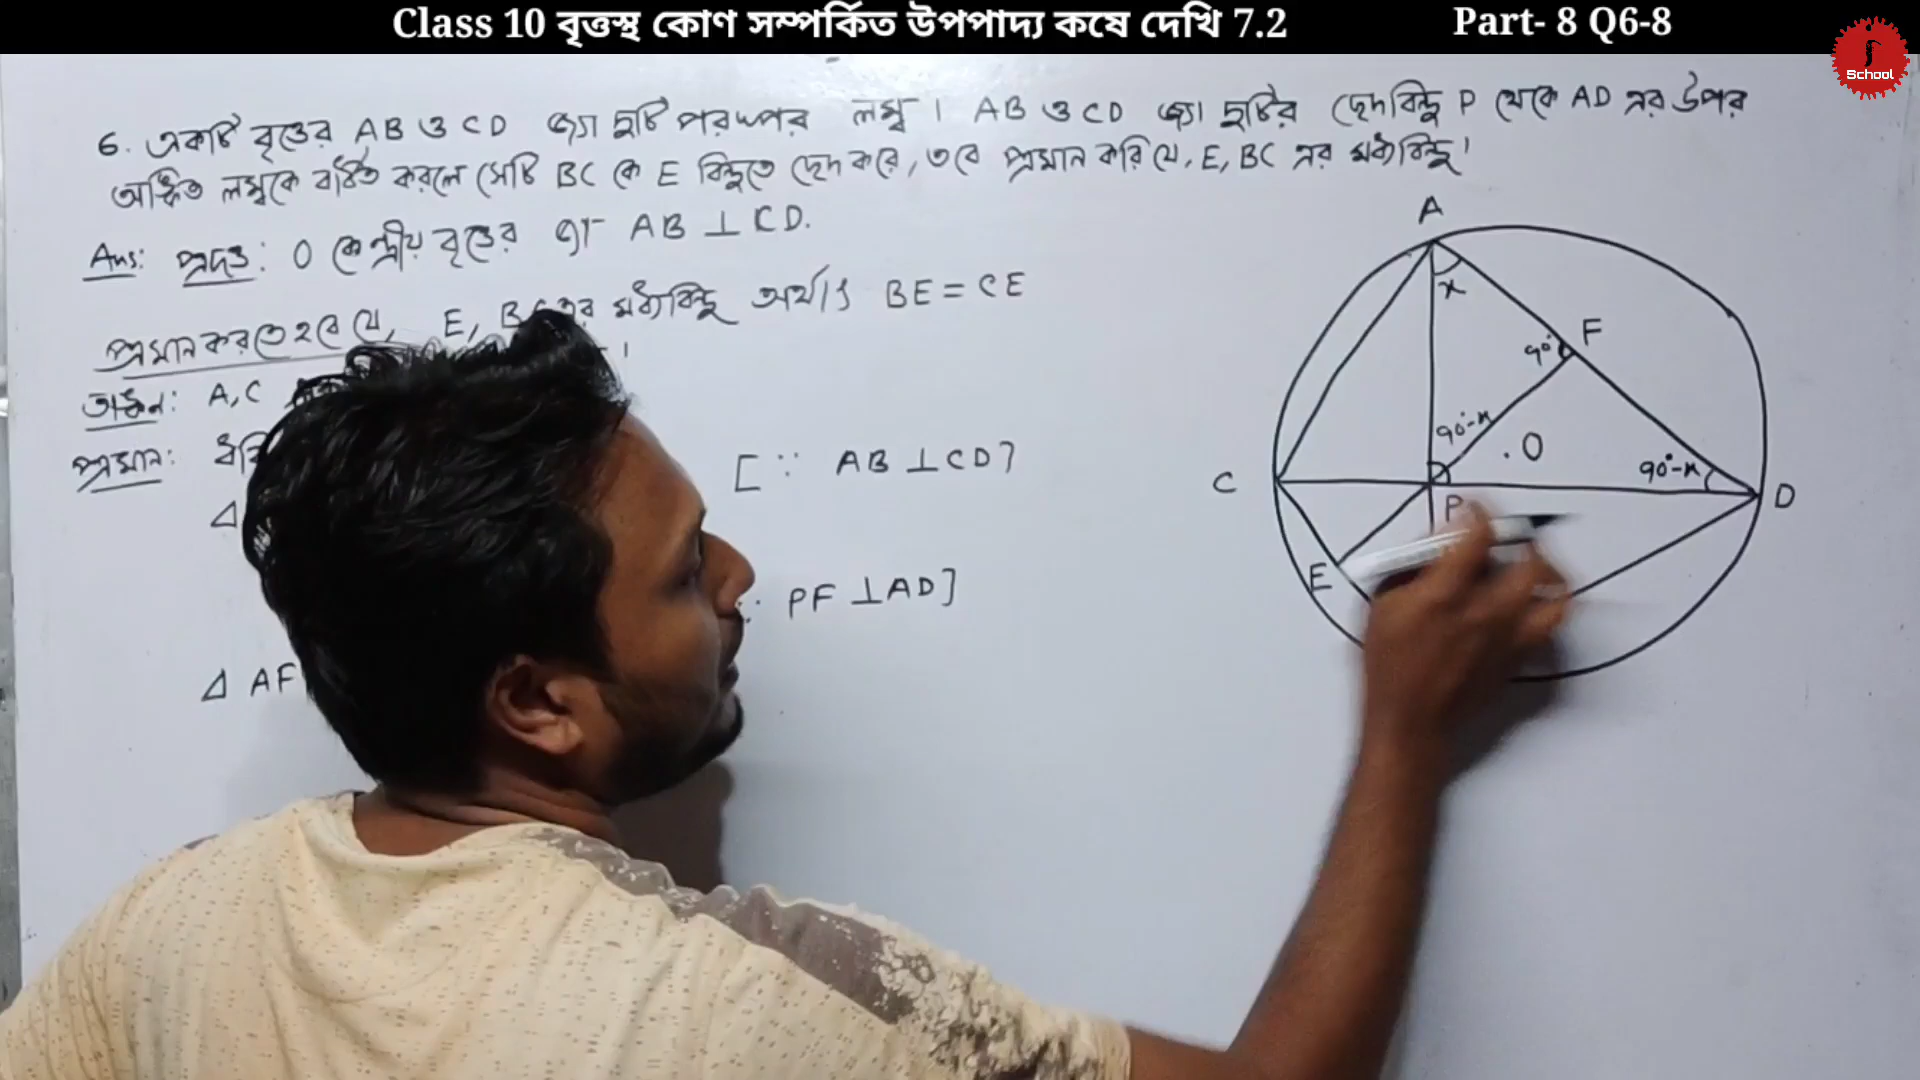 Class 10 বৃত্তস্থ কোণ সম্পর্কিত উপপাদ্য কষে দেখি 7.2
Part- 8 Q6-8
School
6. একটি বৃত্তের AB ও CD জ্যা দুটি পরস্পর লম্ব। AB ও CD জ্যা দুটির ছেদবিন্দু P থেকে AD এর উপর
অঙ্কিত লম্বকে বর্ধিত করলে সেটি BC কে E বিন্দুতে ছেদ করে, তবে প্রমান করি যে, E, BC এর মধ্যবিন্দু।
Ans: প্রদত্ত: O কেন্দ্রীয় বৃত্তের AB ⊥ CD.
প্রমান করতে হবে যে, E, মধ্যবিন্দু অর্থাৎ BE = CE
অঙ্কন: A, C
প্রমান:
[∵ AB ⊥ CD]
Δ
PF ⊥ AD]
Δ AF
A
x
F
90°
90°-x
. O
90°-x
C
D
P
E